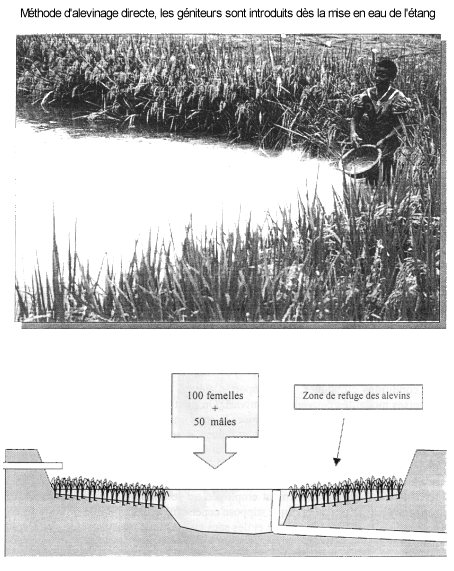 Méthode d'alevinage directe, les géniteurs sont introduits dès la mise en eau de l'étang
100 femelles
+
50 mâles
Zone de refuge des alevins